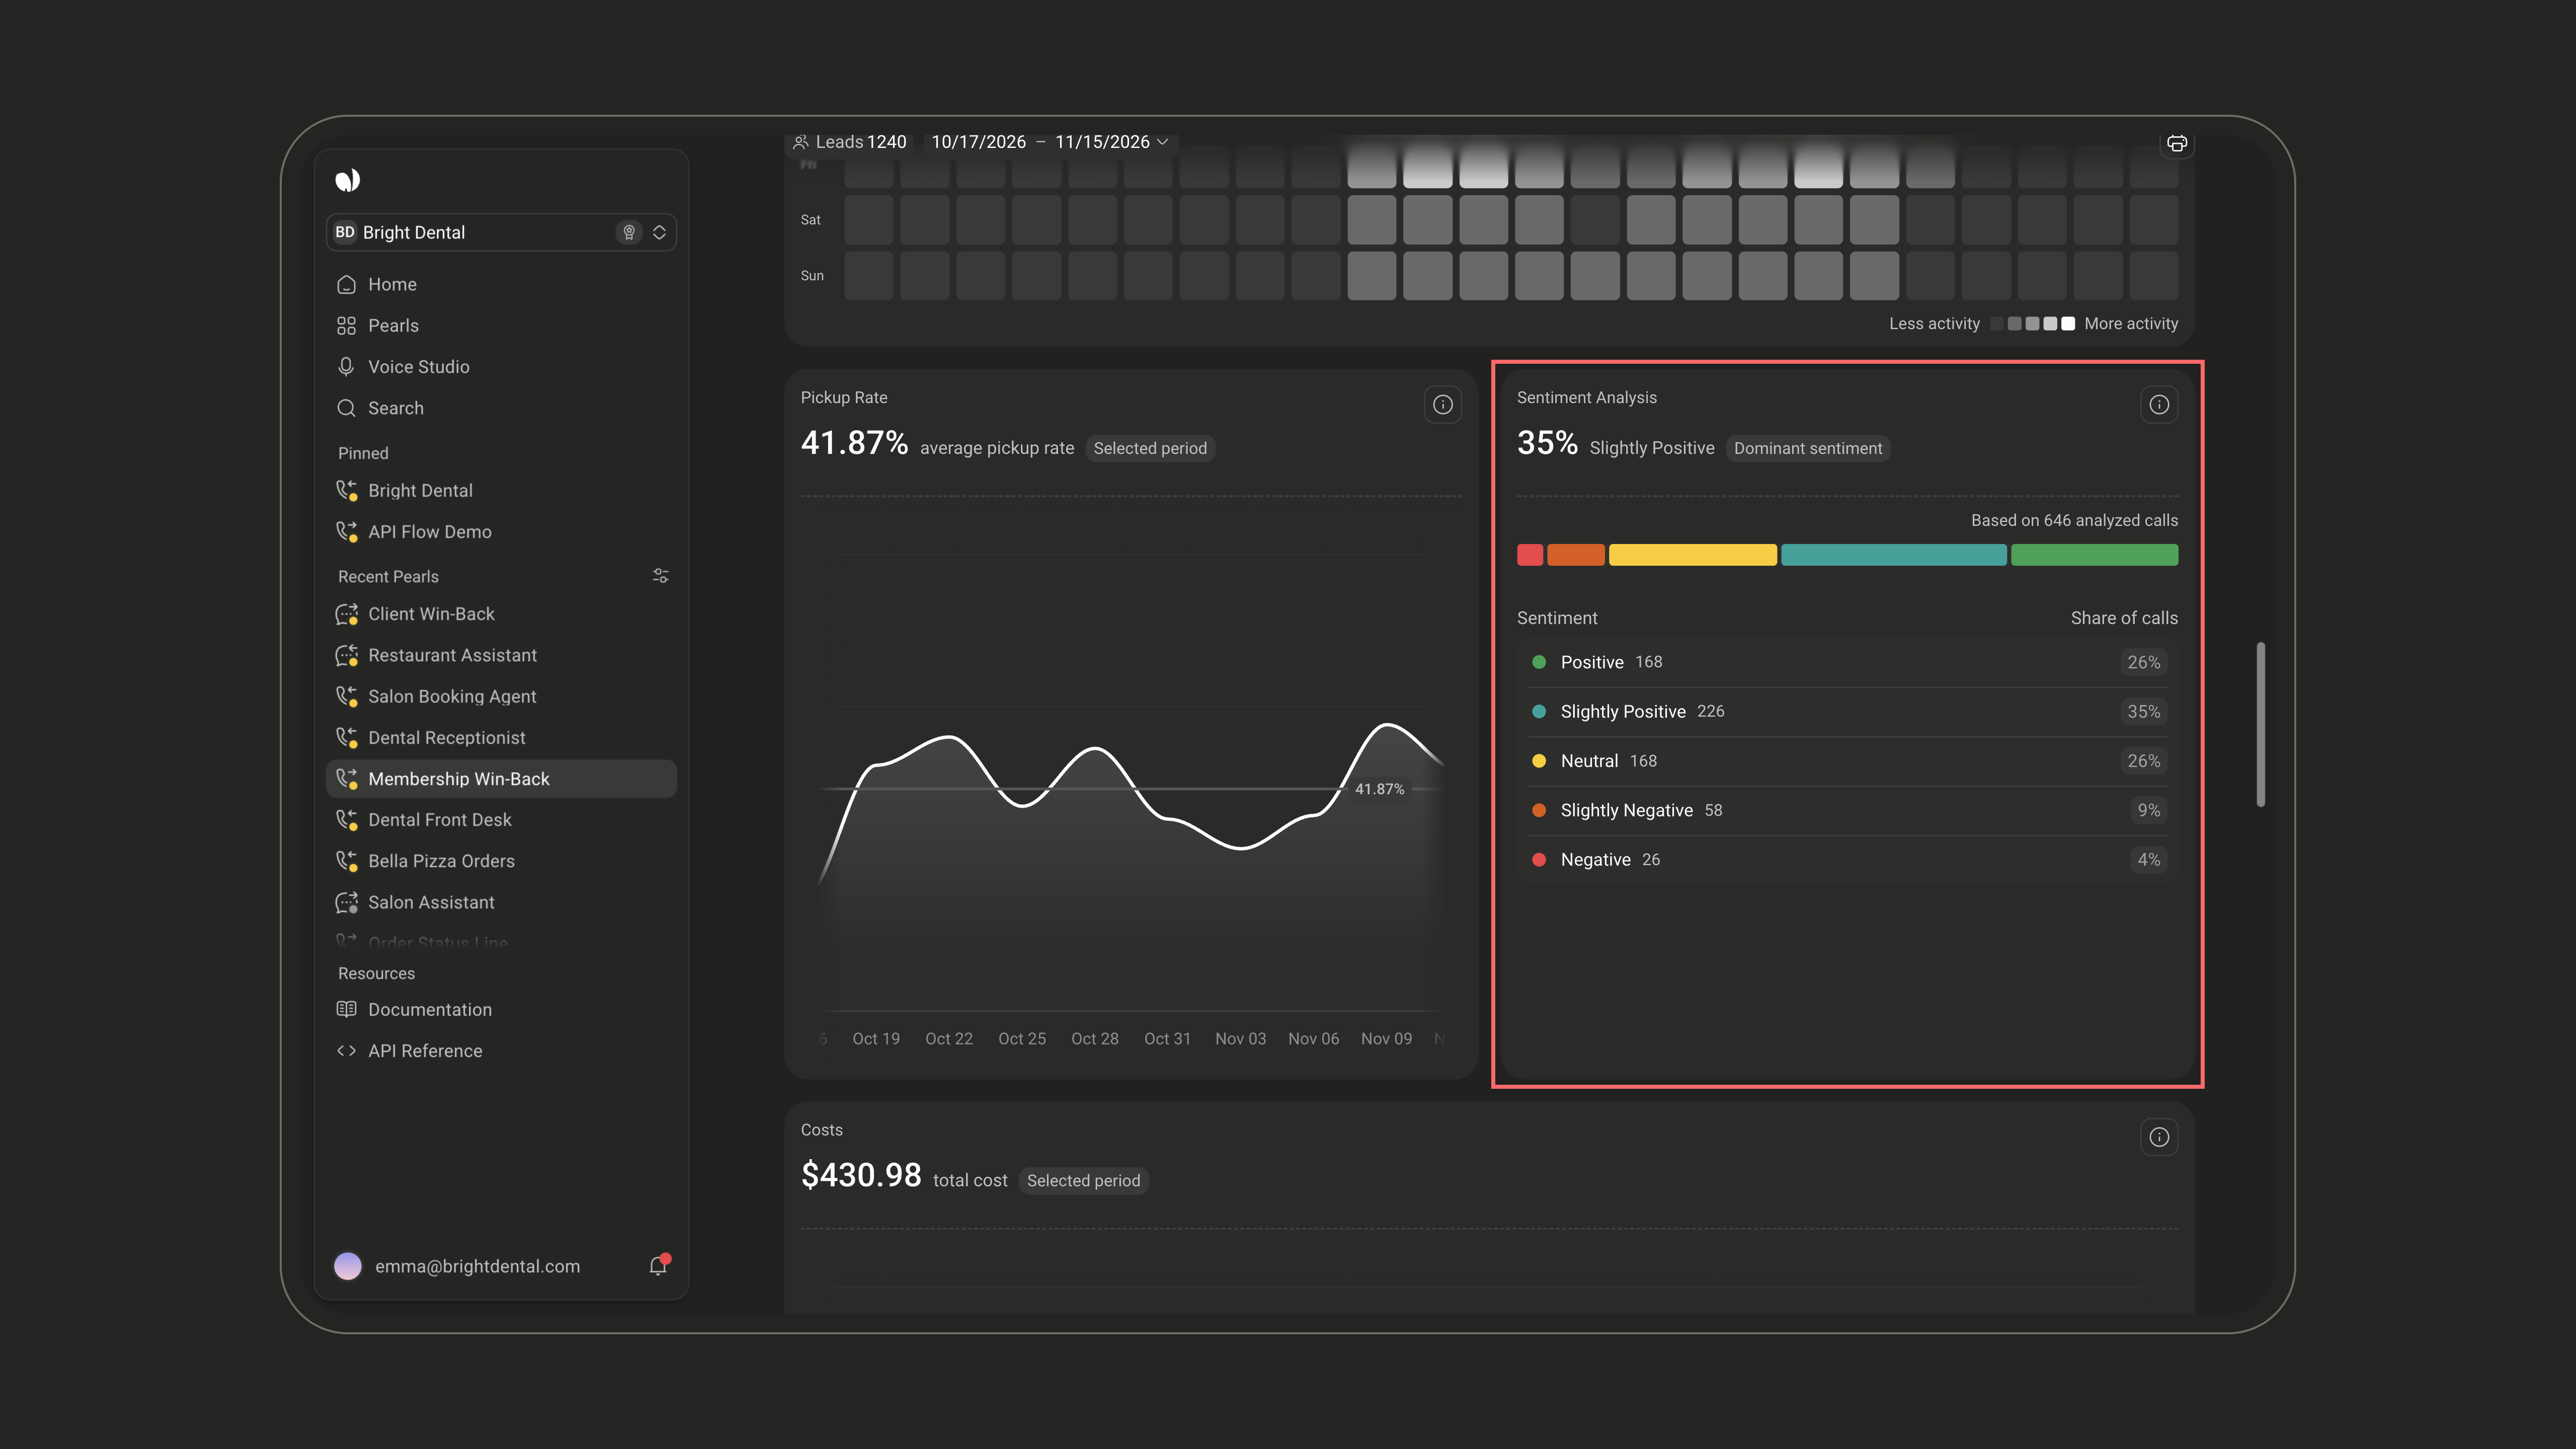 Leads 1240 10/17/2026 – 11/15/2026
Fri
BD Bright Dental
Sat
Home
Sun
Pearls
Less activity More activity
Voice Studio
Search
Pinned
Bright Dental
API Flow Demo
Recent Pearls
Client Win-Back
Restaurant Assistant
Salon Booking Agent
Dental Receptionist
Membership Win-Back
Dental Front Desk
Bella Pizza Orders
Salon Assistant
Order Status Line
Resources
Documentation
API Reference
emma@brightdental.com
Pickup Rate
41.87% average pickup rate Selected period
41.87%
6 Oct 19 Oct 22 Oct 25 Oct 28 Oct 31 Nov 03 Nov 06 Nov 09 N
Sentiment Analysis
35% Slightly Positive Dominant sentiment
Based on 646 analyzed calls
Sentiment Share of calls
Positive 168 26%
Slightly Positive 226 35%
Neutral 168 26%
Slightly Negative 58 9%
Negative 26 4%
Costs
$430.98 total cost Selected period